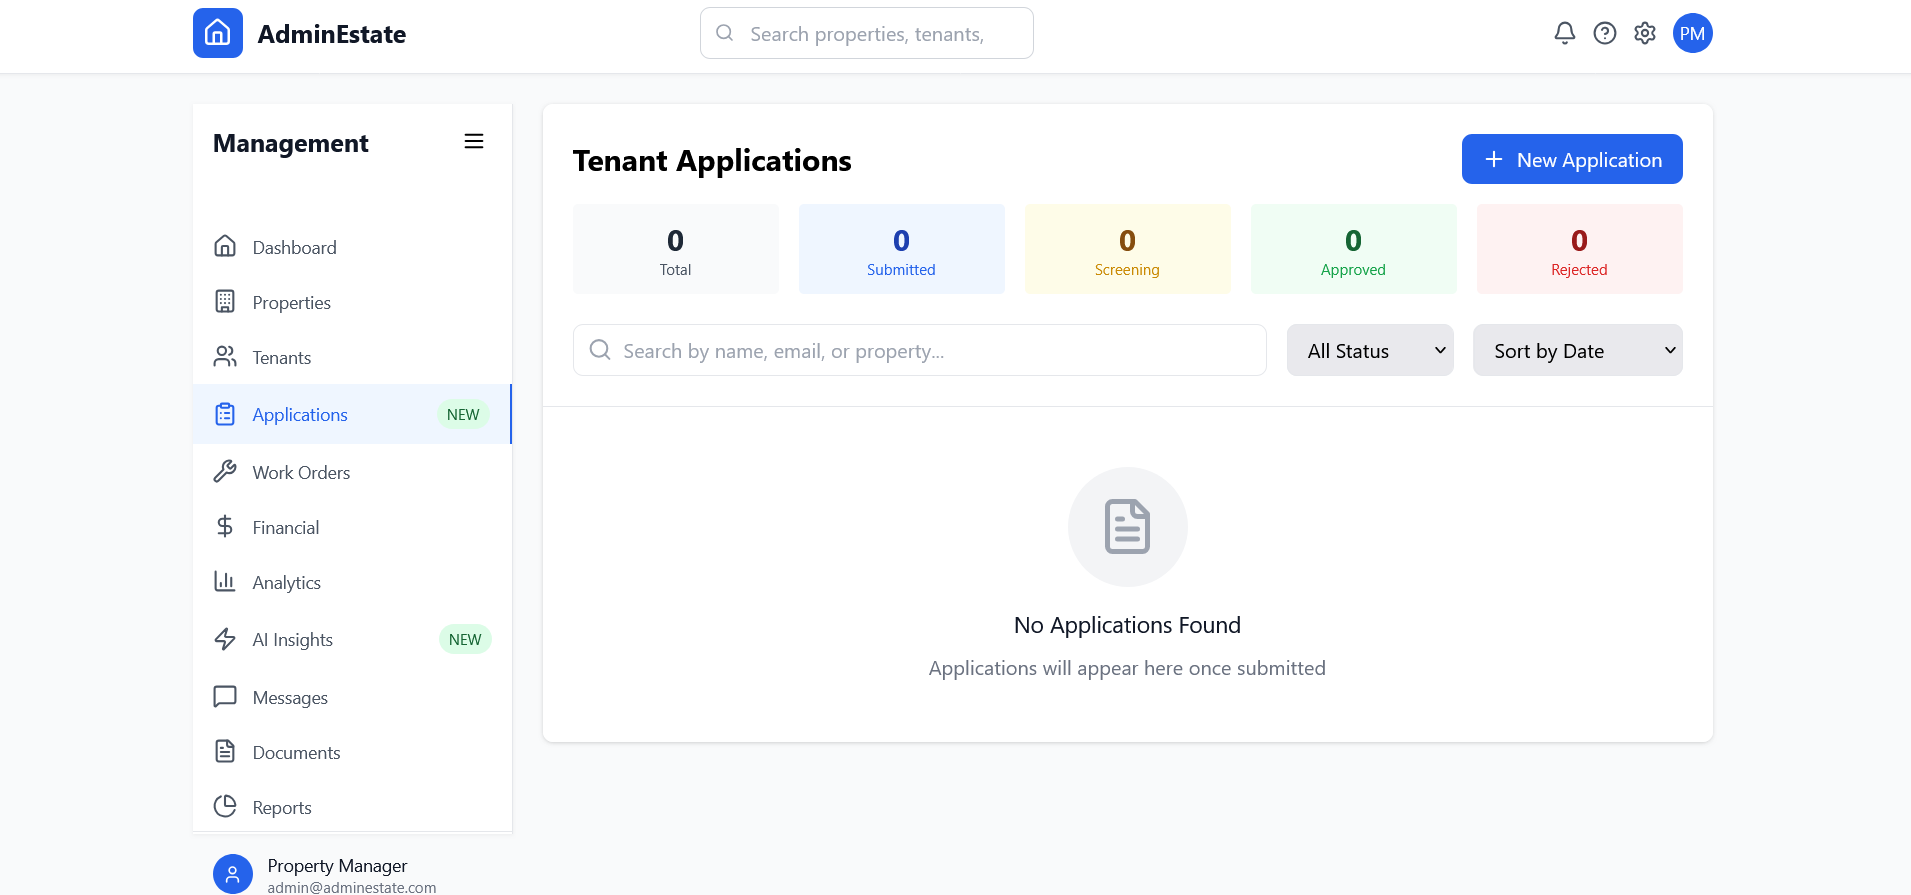 AdminEstate
Search properties, tenants,
PM
Management
Dashboard
Properties
Tenants
Applications NEW
Work Orders
Financial
Analytics
AI Insights NEW
Messages
Documents
Reports
Property Manager
admin@adminestate.com
Tenant Applications
New Application
0
Total
0
Submitted
0
Screening
0
Approved
0
Rejected
Search by name, email, or property...
All Status
Sort by Date
No Applications Found
Applications will appear here once submitted